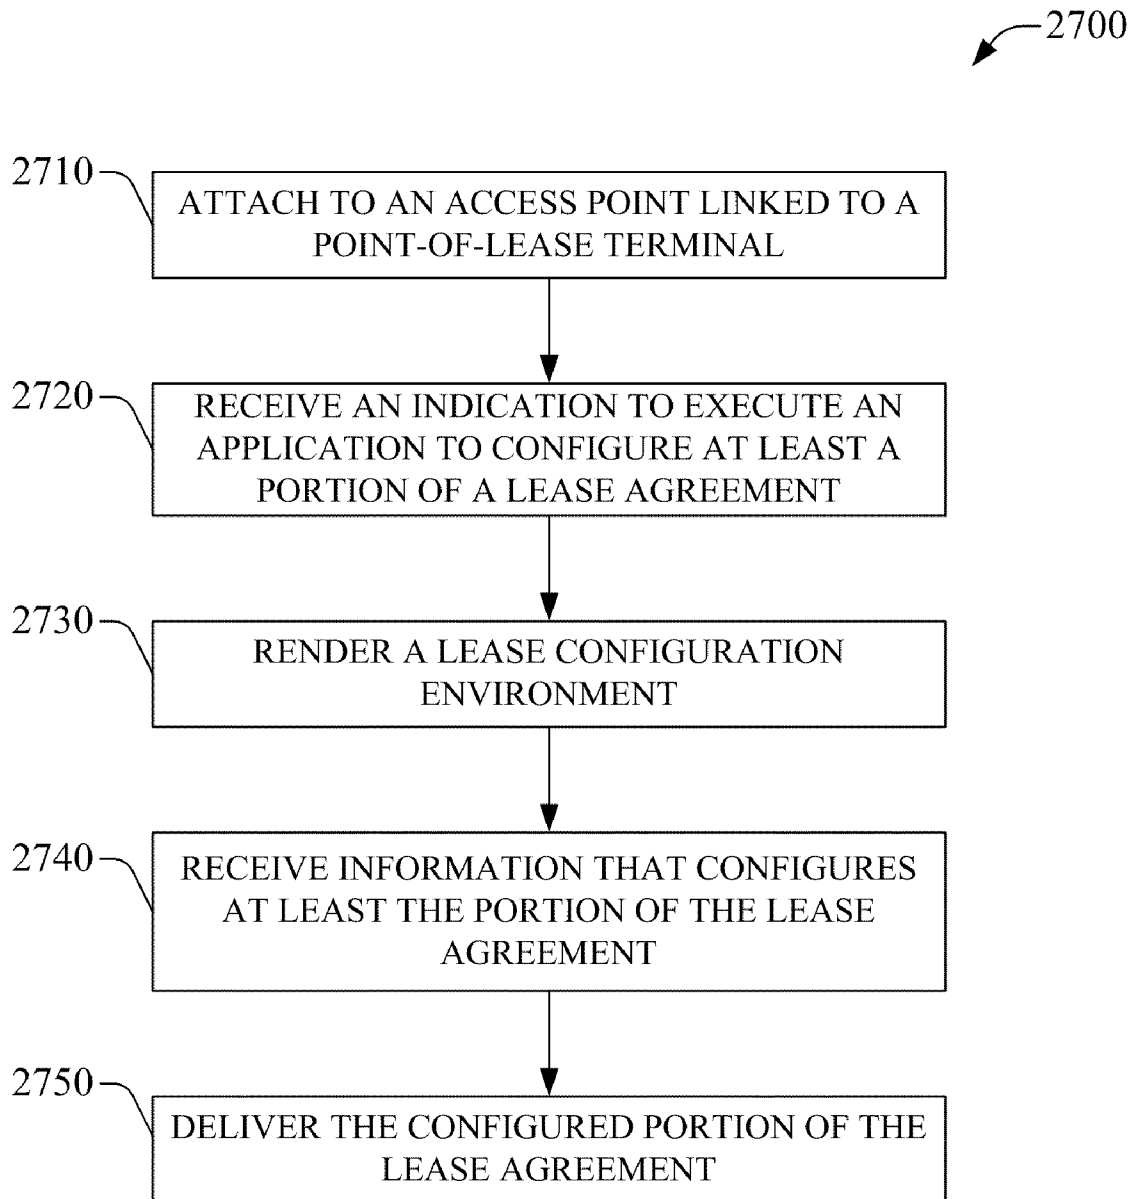 2700
2710
ATTACH TO AN ACCESS POINT LINKED TO A
POINT-OF-LEASE TERMINAL
2720
RECEIVE AN INDICATION TO EXECUTE AN
APPLICATION TO CONFIGURE AT LEAST A
PORTION OF A LEASE AGREEMENT
2730
RENDER A LEASE CONFIGURATION
ENVIRONMENT
2740
RECEIVE INFORMATION THAT CONFIGURES
AT LEAST THE PORTION OF THE LEASE
AGREEMENT
2750
DELIVER THE CONFIGURED PORTION OF THE
LEASE AGREEMENT